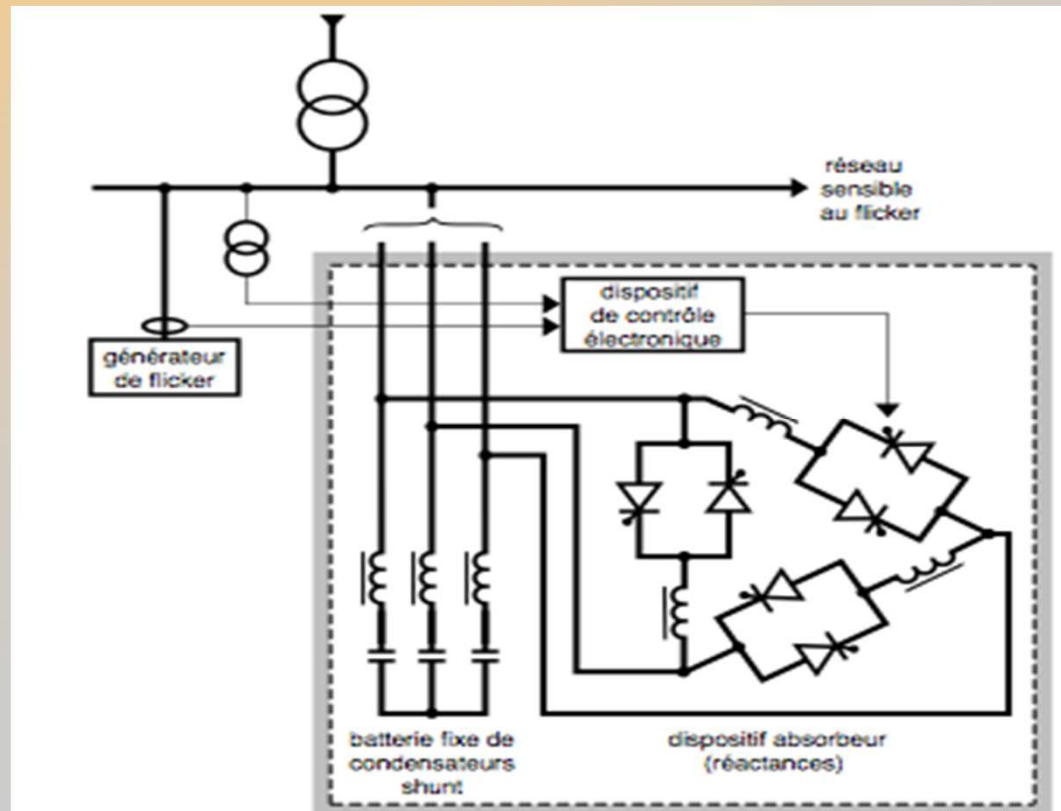 réseau
sensible
au flicker
dispositif
de contrôle
électronique
générateur
de flicker
batterie fixe de
condensateurs
shunt
dispositif absorbeur
(réactances)